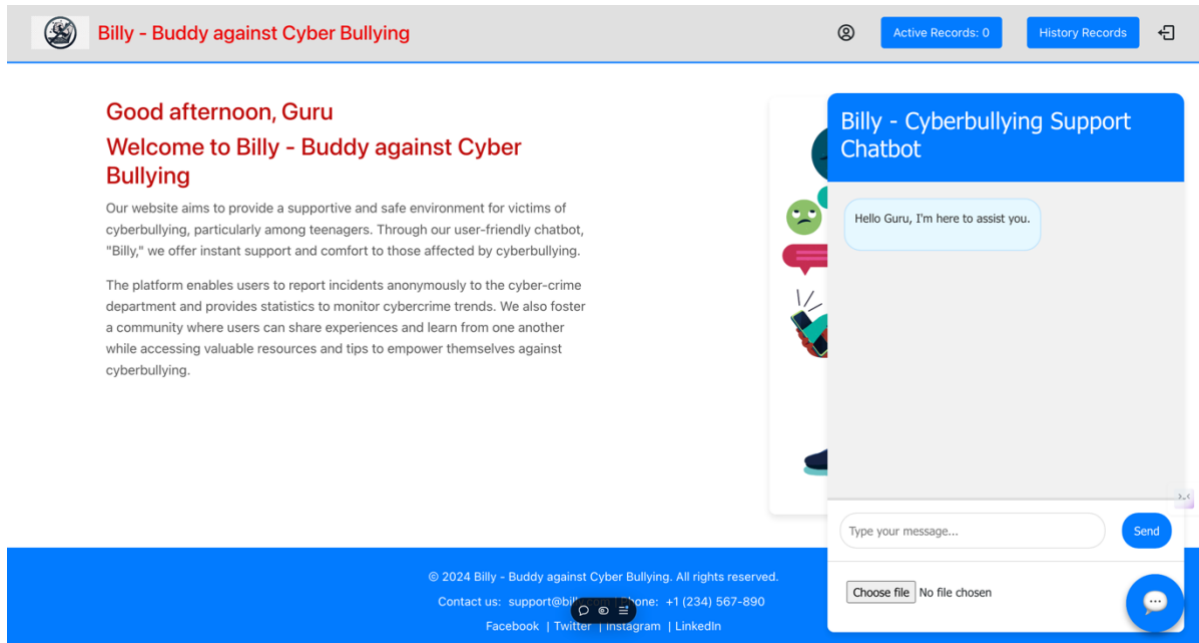 Billy - Buddy against Cyber Bullying
Active Records: 0
History Records
Good afternoon, Guru
Welcome to Billy - Buddy against Cyber
Bullying
Our website aims to provide a supportive and safe environment for victims of
cyberbullying, particularly among teenagers. Through our user-friendly chatbot,
"Billy," we offer instant support and comfort to those affected by cyberbullying.
The platform enables users to report incidents anonymously to the cyber-crime
department and provides statistics to monitor cybercrime trends. We also foster
a community where users can share experiences and learn from one another
while accessing valuable resources and tips to empower themselves against
cyberbullying.
Billy - Cyberbullying Support
Chatbot
Hello Guru, I'm here to assist you.
Type your message...
Send
Choose file No file chosen
© 2024 Billy - Buddy against Cyber Bullying. All rights reserved.
Contact us: +1 (234) 567-890
Facebook | Twitter | Instagram | LinkedIn